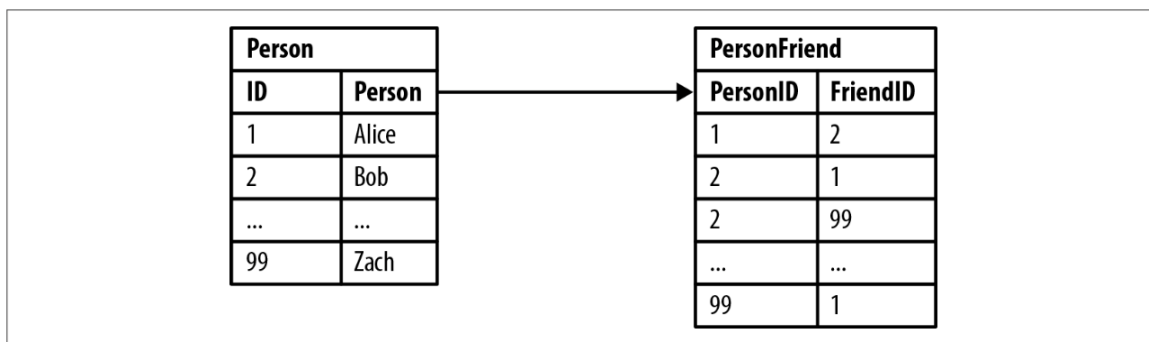 Person
ID Person
1 Alice
2 Bob
... ...
99 Zach
PersonFriend
PersonID FriendID
1 2
2 1
2 99
... ...
99 1